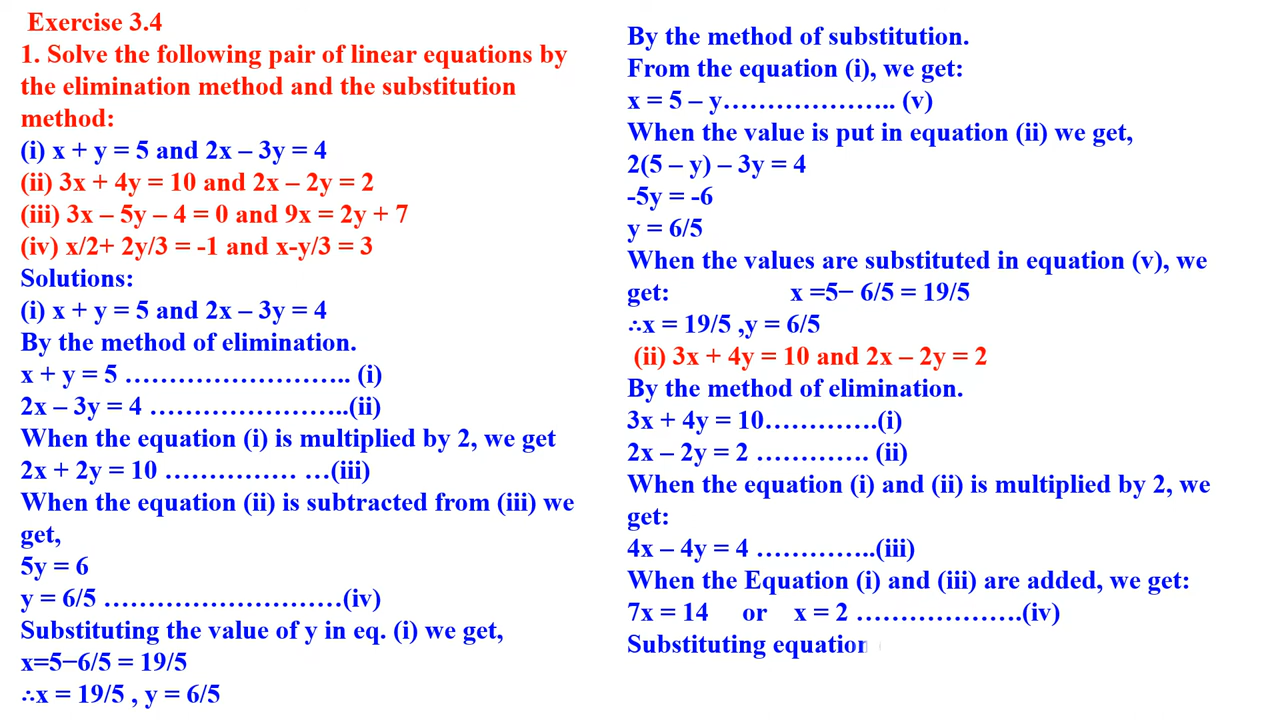 Exercise 3.4
1. Solve the following pair of linear equations by
the elimination method and the substitution
method:
(i) x + y = 5 and 2x – 3y = 4
(ii) 3x + 4y = 10 and 2x – 2y = 2
(iii) 3x – 5y – 4 = 0 and 9x = 2y + 7
(iv) x/2+ 2y/3 = -1 and x-y/3 = 3
Solutions:
(i) x + y = 5 and 2x – 3y = 4
By the method of elimination.
x + y = 5 …………………….. (i)
2x – 3y = 4 …………………..(ii)
When the equation (i) is multiplied by 2, we get
2x + 2y = 10 …………… …(iii)
When the equation (ii) is subtracted from (iii) we
get,
5y = 6
y = 6/5 ………………………(iv)
Substituting the value of y in eq. (i) we get,
x=5−6/5 = 19/5
∴x = 19/5 , y = 6/5
By the method of substitution.
From the equation (i), we get:
x = 5 – y……………….. (v)
When the value is put in equation (ii) we get,
2(5 – y) – 3y = 4
-5y = -6
y = 6/5
When the values are substituted in equation (v), we
get: x =5− 6/5 = 19/5
∴x = 19/5 ,y = 6/5
(ii) 3x + 4y = 10 and 2x – 2y = 2
By the method of elimination.
3x + 4y = 10………….(i)
2x – 2y = 2 …………. (ii)
When the equation (i) and (ii) is multiplied by 2, we
get:
4x – 4y = 4 …………..(iii)
When the Equation (i) and (iii) are added, we get:
7x = 14 or x = 2 ……………….(iv)
Substituting equation